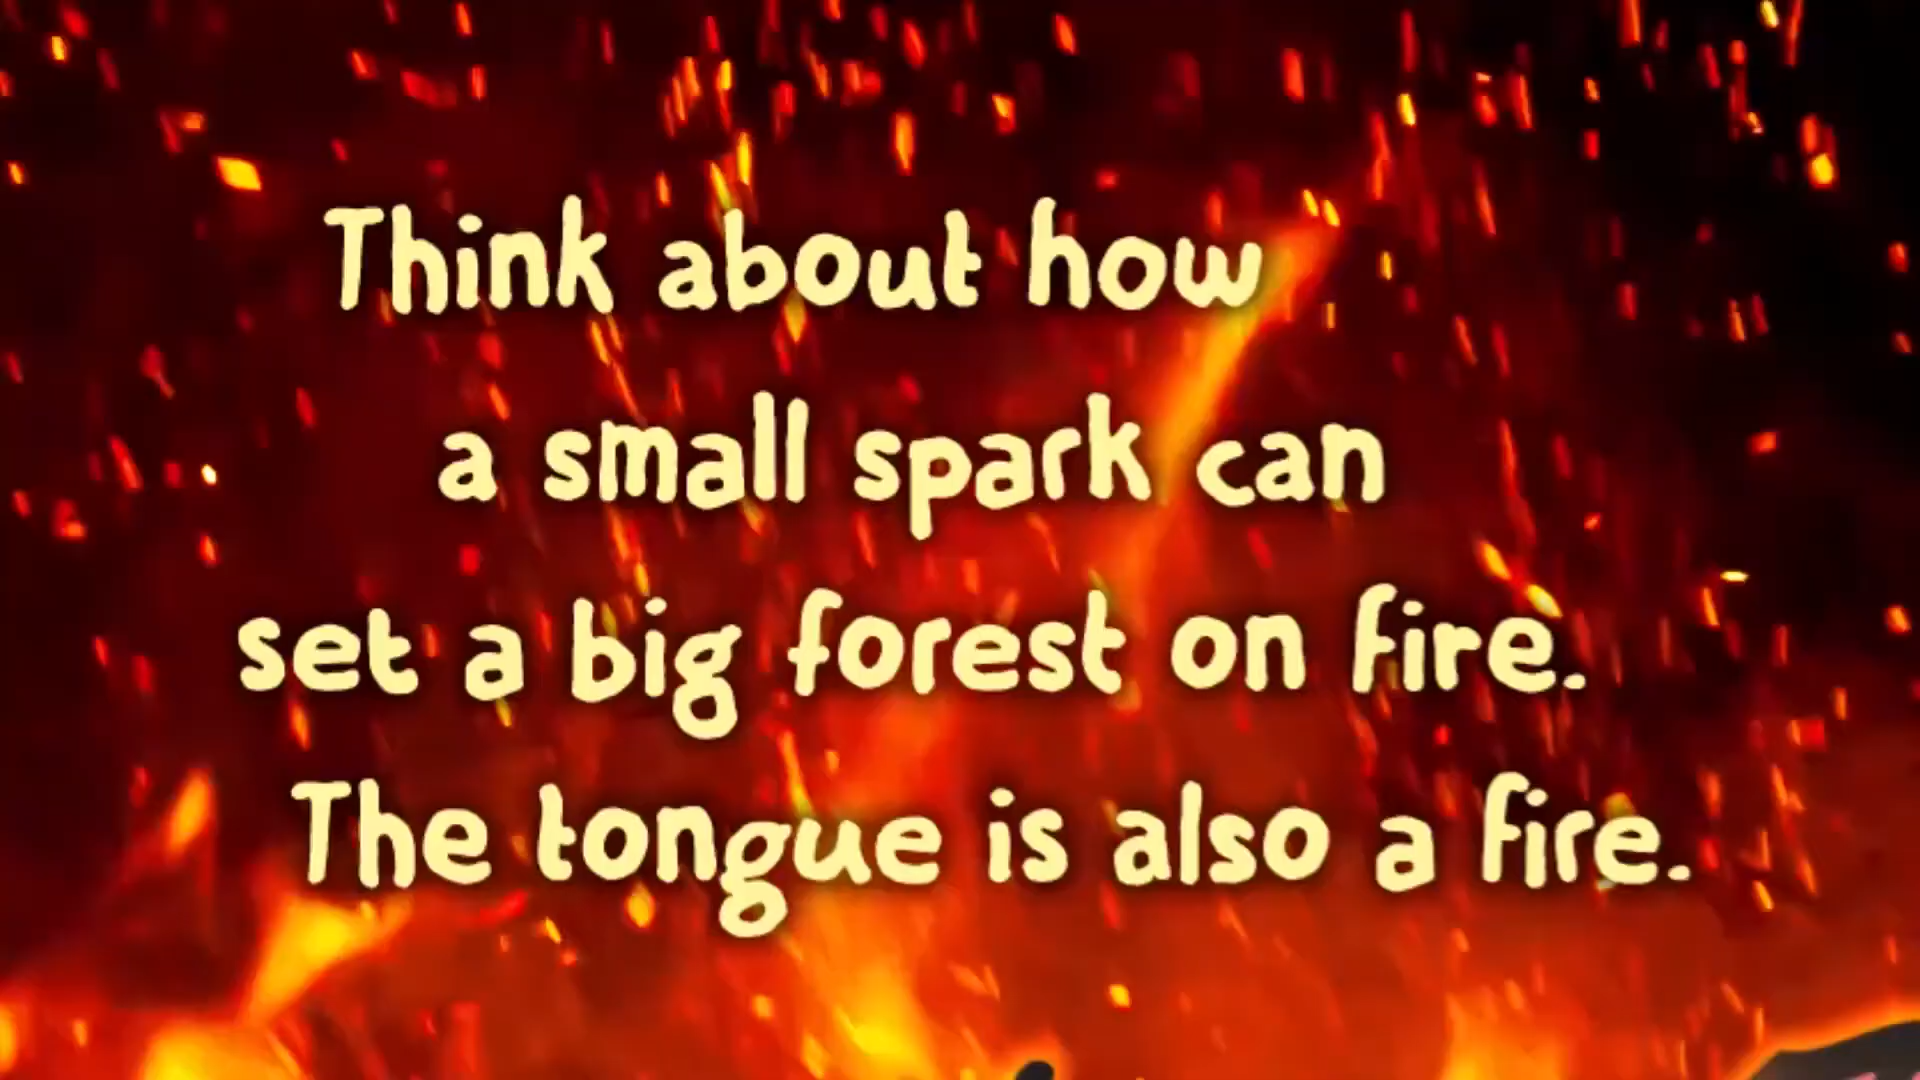 Think about how
a small spark can
set a big forest on fire.
The tongue is also a fire.